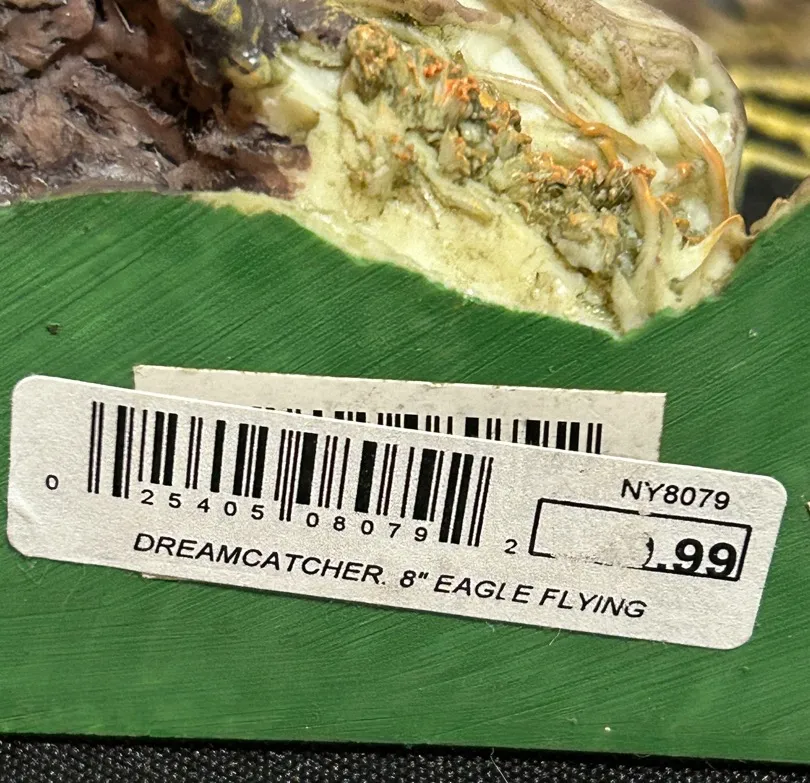 NY8079
0 25405 08079 2
.99
DREAMCATCHER. 8" EAGLE FLYING